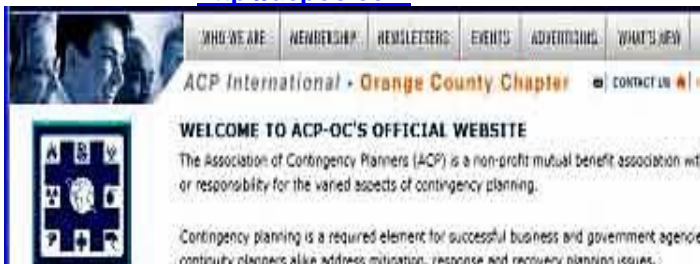 WHO WE ARE MEMBERSHIP NEWSLETTERS EVENTS ADVERTISING WHAT'S NEW
ACP International • Orange County Chapter CONTACT US
WELCOME TO ACP-OC'S OFFICIAL WEBSITE
The Association of Contingency Planners (ACP) is a non-profit mutual benefit association
or responsibility for the varied aspects of contingency planning.
Contingency planning is a required element for successful business and government agencie
continuity planners alike address mitigation, response and recovery planning issues.